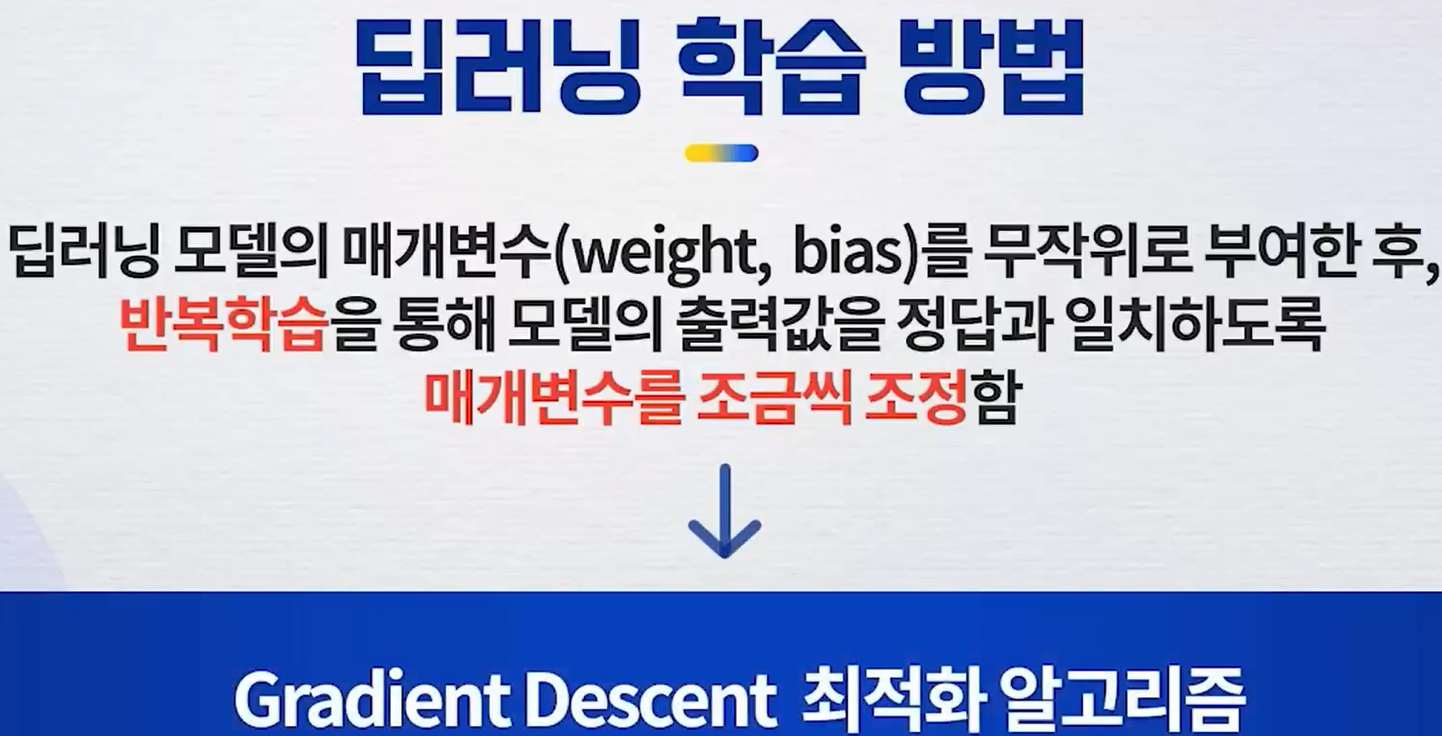 딥러닝 학습 방법
딥러닝 모델의 매개변수(weight, bias)를 무작위로 부여한 후,
반복학습을 통해 모델의 출력값을 정답과 일치하도록
매개변수를 조금씩 조정함
Gradient Descent 최적화 알고리즘